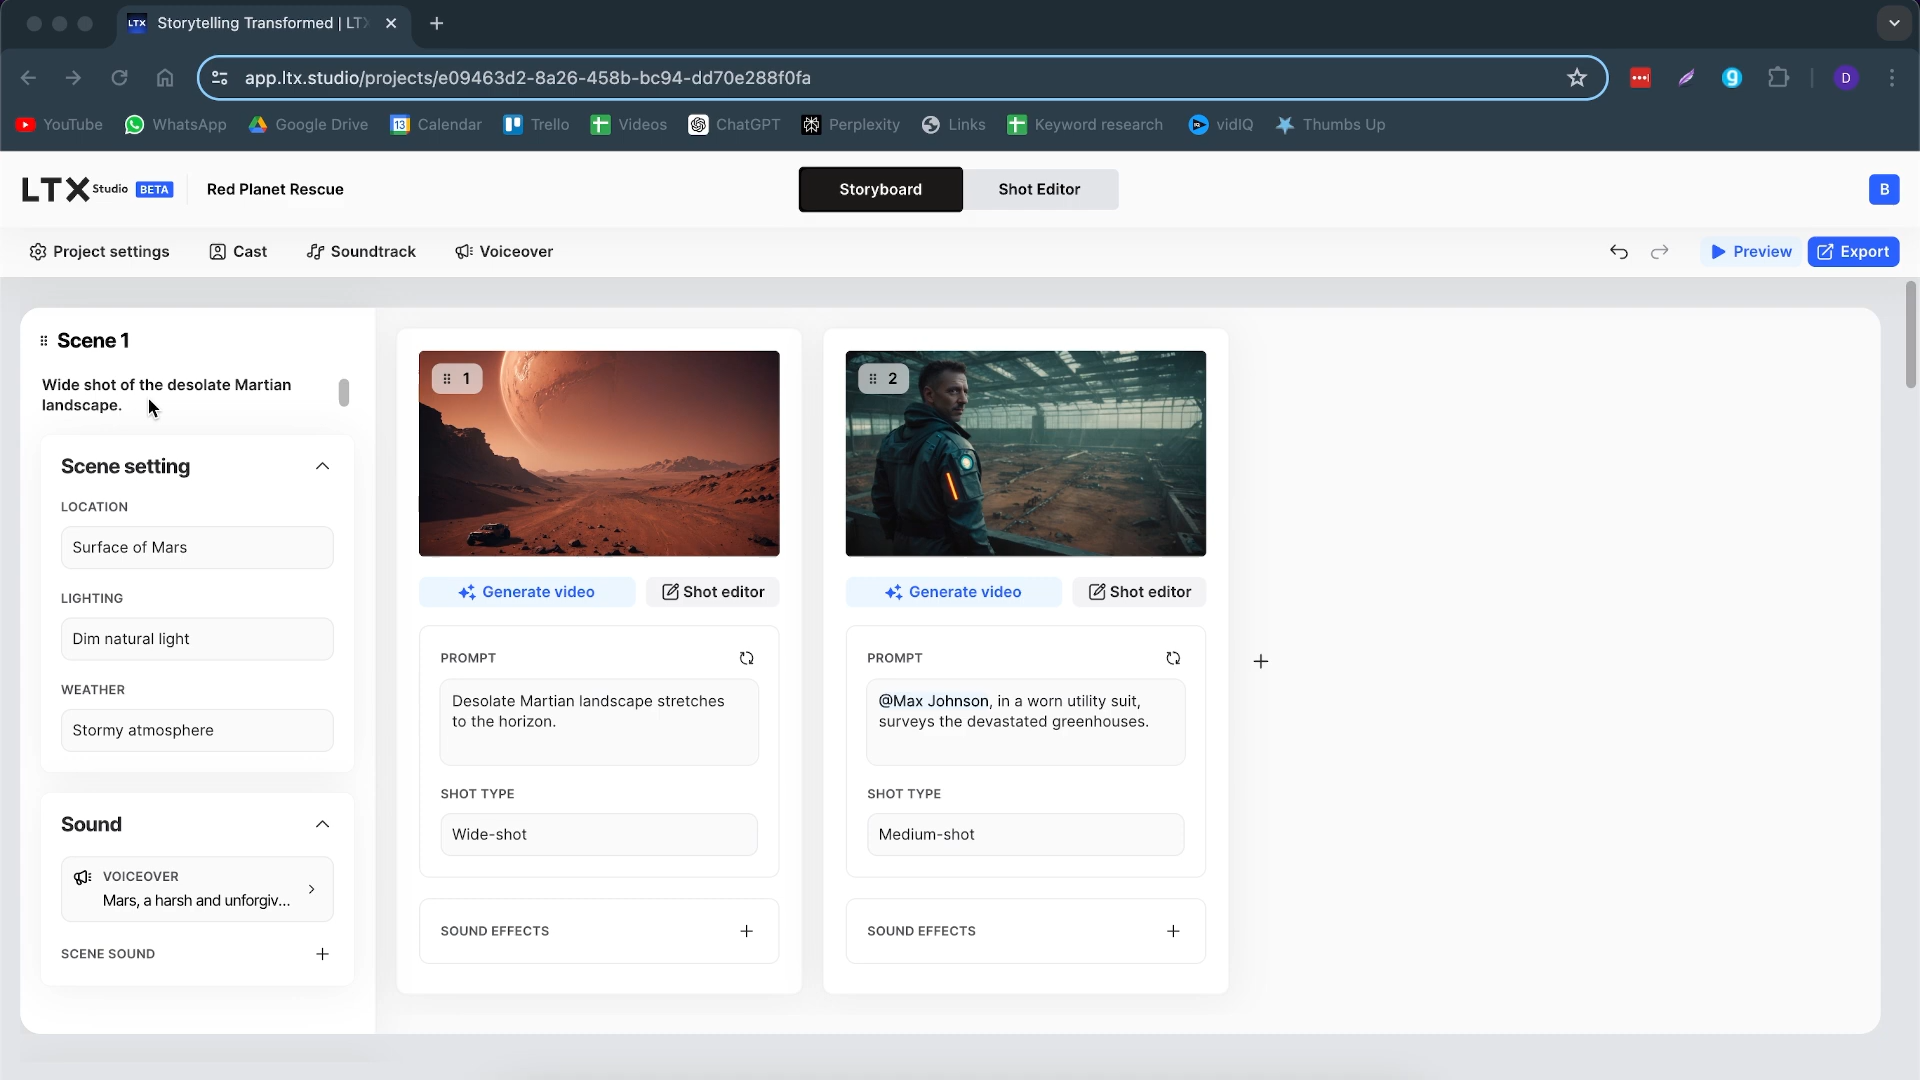 LTX
Storytelling Transformed | LT
app.ltx.studio/projects/e09463d2-8a26-458b-bc94-dd70e288f0fa
g
D
YouTube
WhatsApp
Google Drive
13
Calendar
Trello
Videos
ChatGPT
Perplexity
Links
Keyword research
vidIQ
Thumbs Up
LTX Studio BETA
Red Planet Rescue
Storyboard
Shot Editor
B
Project settings
Cast
Soundtrack
Voiceover
Preview
Export
Scene 1
Wide shot of the desolate Martian
landscape.
Scene setting
LOCATION
Surface of Mars
LIGHTING
Dim natural light
WEATHER
Stormy atmosphere
Sound
VOICEOVER
Mars, a harsh and unforgiv...
SCENE SOUND
1
Generate video
Shot editor
PROMPT
Desolate Martian landscape stretches
to the horizon.
SHOT TYPE
Wide-shot
SOUND EFFECTS
2
Generate video
Shot editor
PROMPT
@Max Johnson, in a worn utility suit,
surveys the devastated greenhouses.
SHOT TYPE
Medium-shot
SOUND EFFECTS